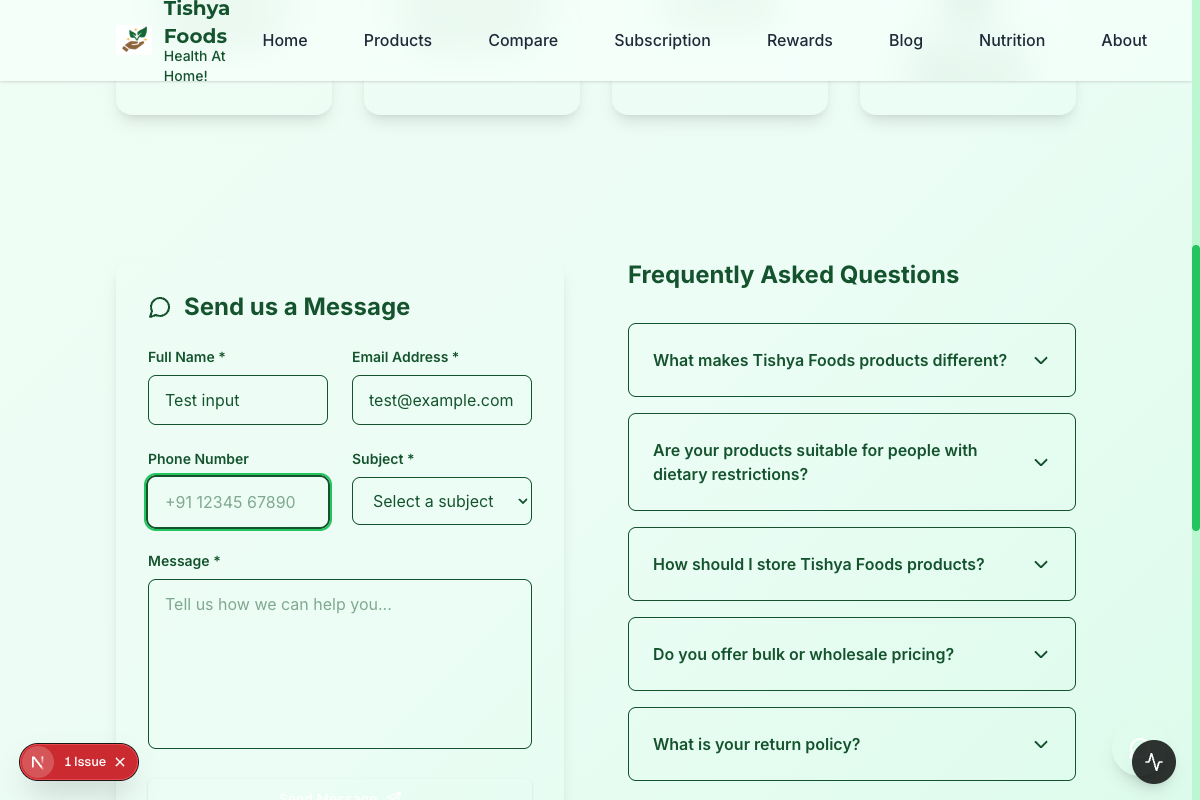 Tishya
Foods
Health At
Home!
Home
Products
Compare
Subscription
Rewards
Blog
Nutrition
About
Send us a Message
Full Name *
Email Address *
Test input
test@example.com
Phone Number
Subject *
+91 12345 67890
Select a subject
Message *
Tell us how we can help you...
Send Message
Frequently Asked Questions
What makes Tishya Foods products different?
Are your products suitable for people with
dietary restrictions?
How should I store Tishya Foods products?
Do you offer bulk or wholesale pricing?
What is your return policy?
N
1 Issue